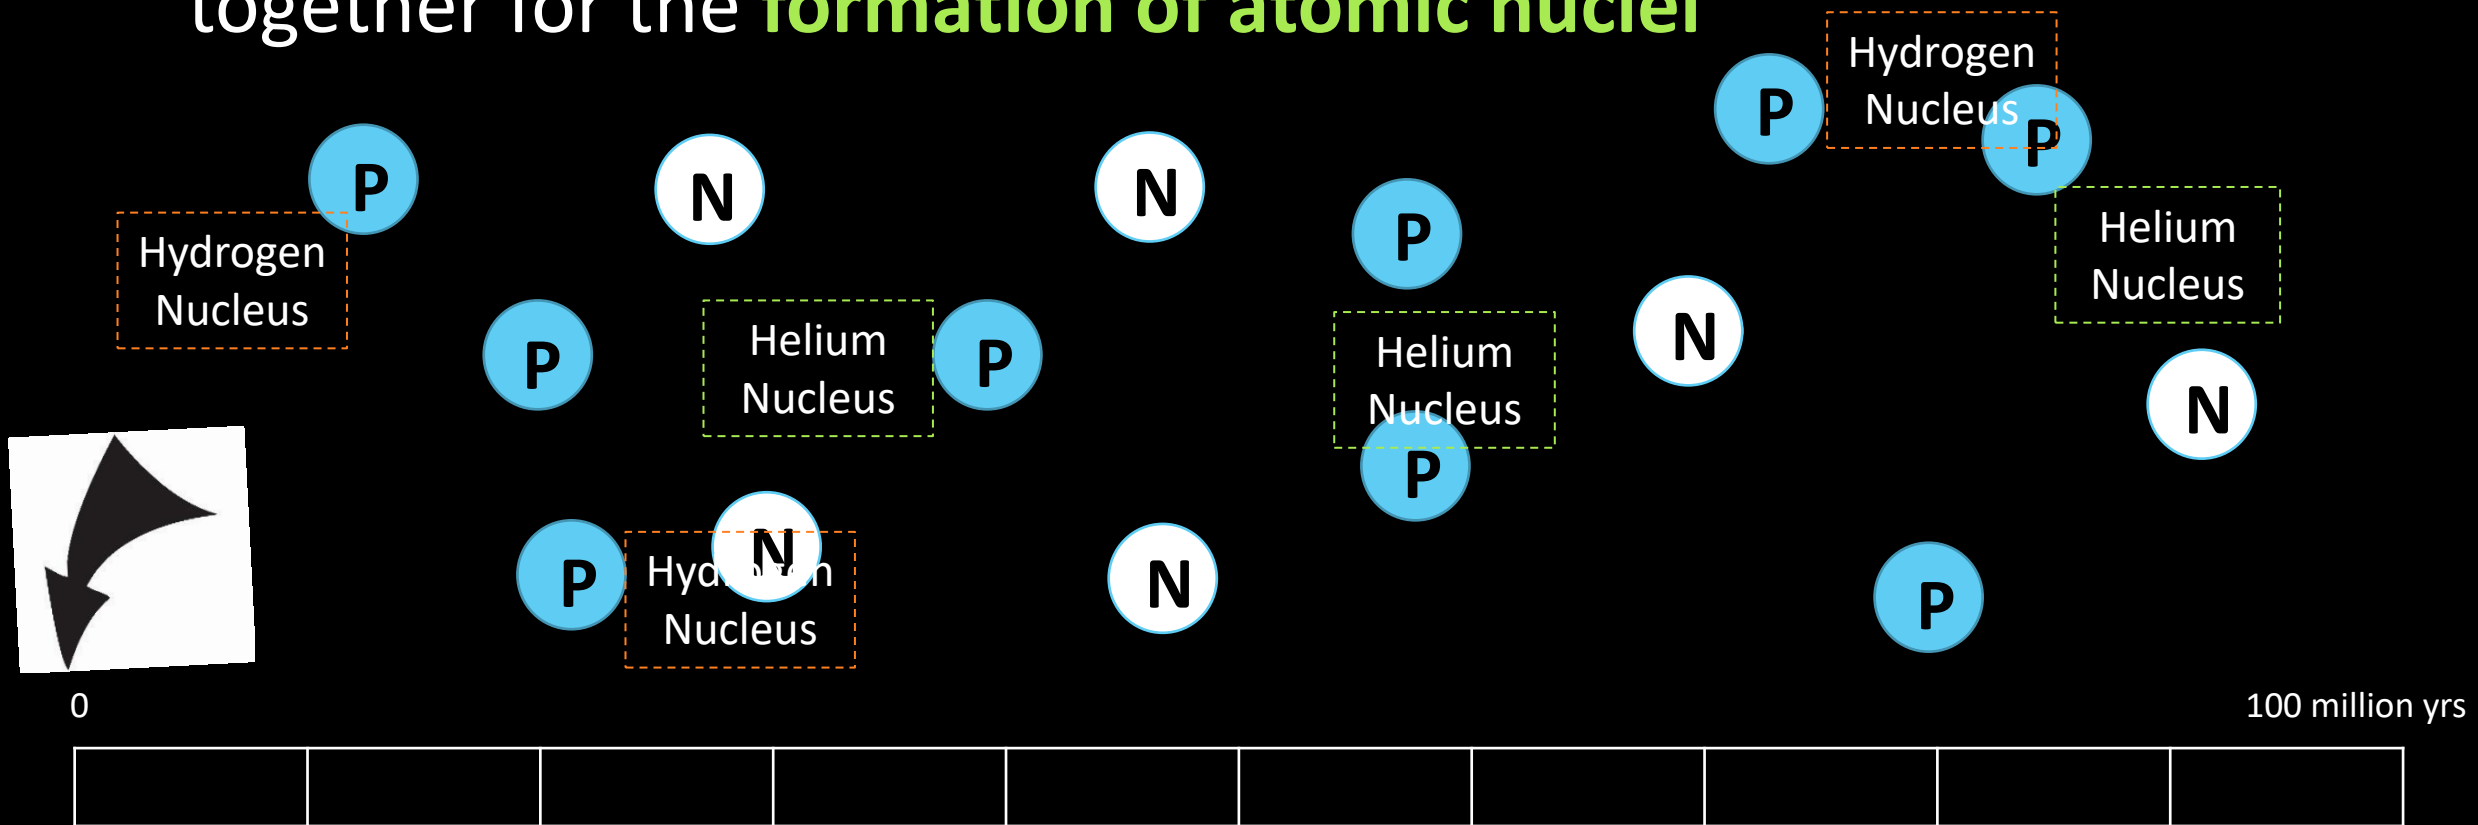 together for the formation of atomic nuclei
Hydrogen
Nucleus
P
P
P
N
N
P
Hydrogen
Nucleus
Helium
Nucleus
P
Helium
Nucleus
P
Helium
Nucleus
N
N
P
P
N
Hydrogen
Nucleus
N
P
0
100 million yrs